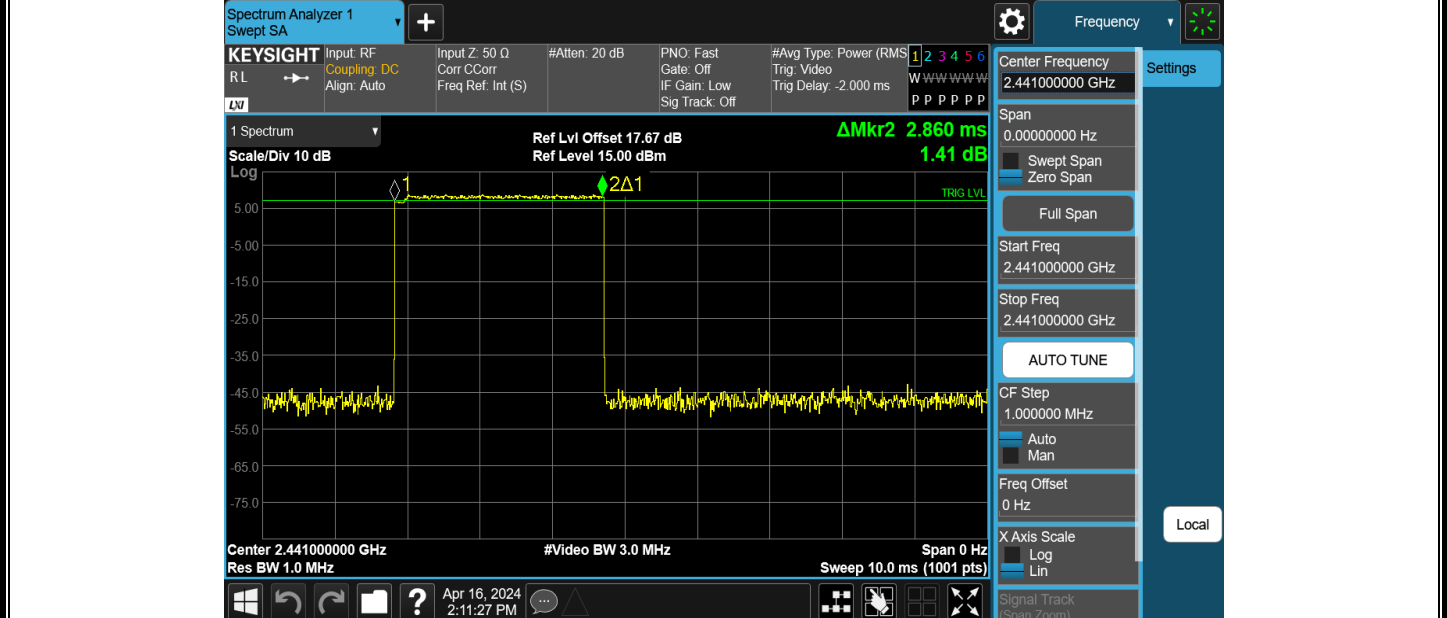 Spectrum Analyzer 1
Swept SA
+
Frequency
KEYSIGHT
R L
LXI
Input: RF
Coupling: DC
Align: Auto
Input Z: 50 Ω
Corr CCorr
Freq Ref: Int (S)
#Atten: 20 dB
PNO: Fast
Gate: Off
IF Gain: Low
Sig Track: Off
#Avg Type: Power (RMS
Trig: Video
Trig Delay: -2.000 ms
1 2 3 4 5 6
W W W W W W
P P P P P P
1 Spectrum
Scale/Div 10 dB
Log
Ref Lvl Offset 17.67 dB
Ref Level 15.00 dBm
ΔMkr2 2.860 ms
1.41 dB
1
2Δ1
TRIG LVL
5.00
-5.00
-15.0
-25.0
-35.0
-45.0
-55.0
-65.0
-75.0
Center 2.441000000 GHz
Res BW 1.0 MHz
#Video BW 3.0 MHz
Span 0 Hz
Sweep 10.0 ms (1001 pts)
?
Apr 16, 2024
2:11:27 PM
Center Frequency
2.441000000 GHz
Span
0.00000000 Hz
Swept Span
Zero Span
Full Span
Start Freq
2.441000000 GHz
Stop Freq
2.441000000 GHz
AUTO TUNE
CF Step
1.000000 MHz
Auto
Man
Freq Offset
0 Hz
X Axis Scale
Log
Lin
Signal Track
(Span Zoom)
Settings
Local